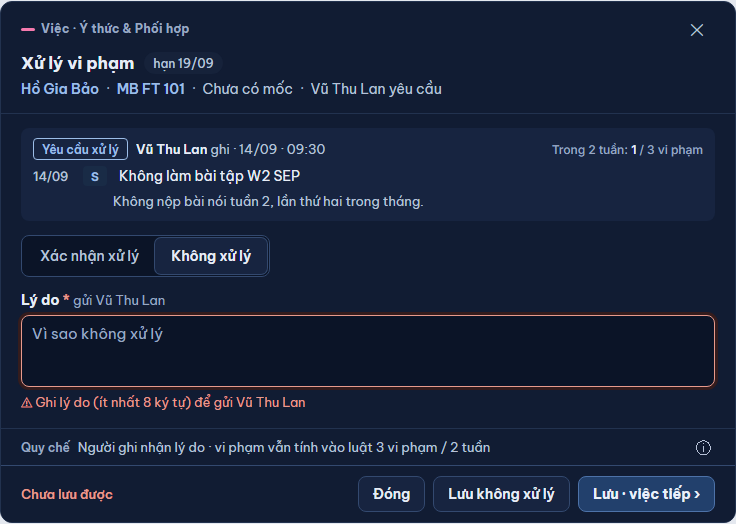 Việc · Ý thức & Phối hợp
Xử lý vi phạm hạn 19/09
Hồ Gia Bảo · MB FT 101 · Chưa có mốc · Vũ Thu Lan yêu cầu
Yêu cầu xử lý Vũ Thu Lan ghi · 14/09 · 09:30 Trong 2 tuần: 1 / 3 vi phạm
14/09 S Không làm bài tập W2 SEP
Không nộp bài nói tuần 2, lần thứ hai trong tháng.
Xác nhận xử lý Không xử lý
Lý do * gửi Vũ Thu Lan
Vì sao không xử lý
Ghi lý do (ít nhất 8 ký tự) để gửi Vũ Thu Lan
Quy chế Người ghi nhận lý do · vi phạm vẫn tính vào luật 3 vi phạm / 2 tuần
Chưa lưu được Đóng Lưu không xử lý Lưu · việc tiếp ›